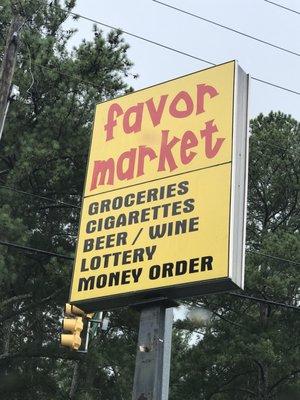 favor
market
GROCERIES
CIGARETTES
BEER / WINE
LOTTERY
MONEY ORDER